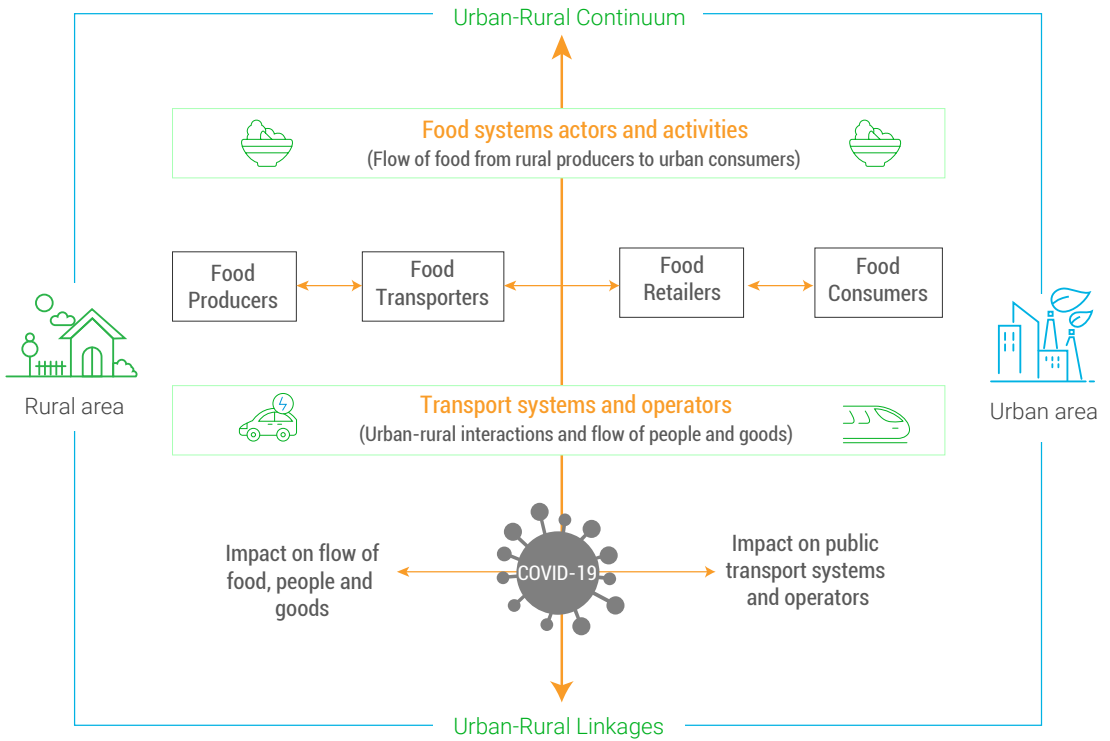 Urban-Rural Continuum
Food systems actors and activities
(Flow of food from rural producers to urban consumers)
Food
Producers
Food
Transporters
Food
Retailers
Food
Consumers
Rural area
Urban area
Transport systems and operators
(Urban-rural interactions and flow of people and goods)
Impact on flow of
food, people and
goods
COVID-19
Impact on public
transport systems
and operators
Urban-Rural Linkages